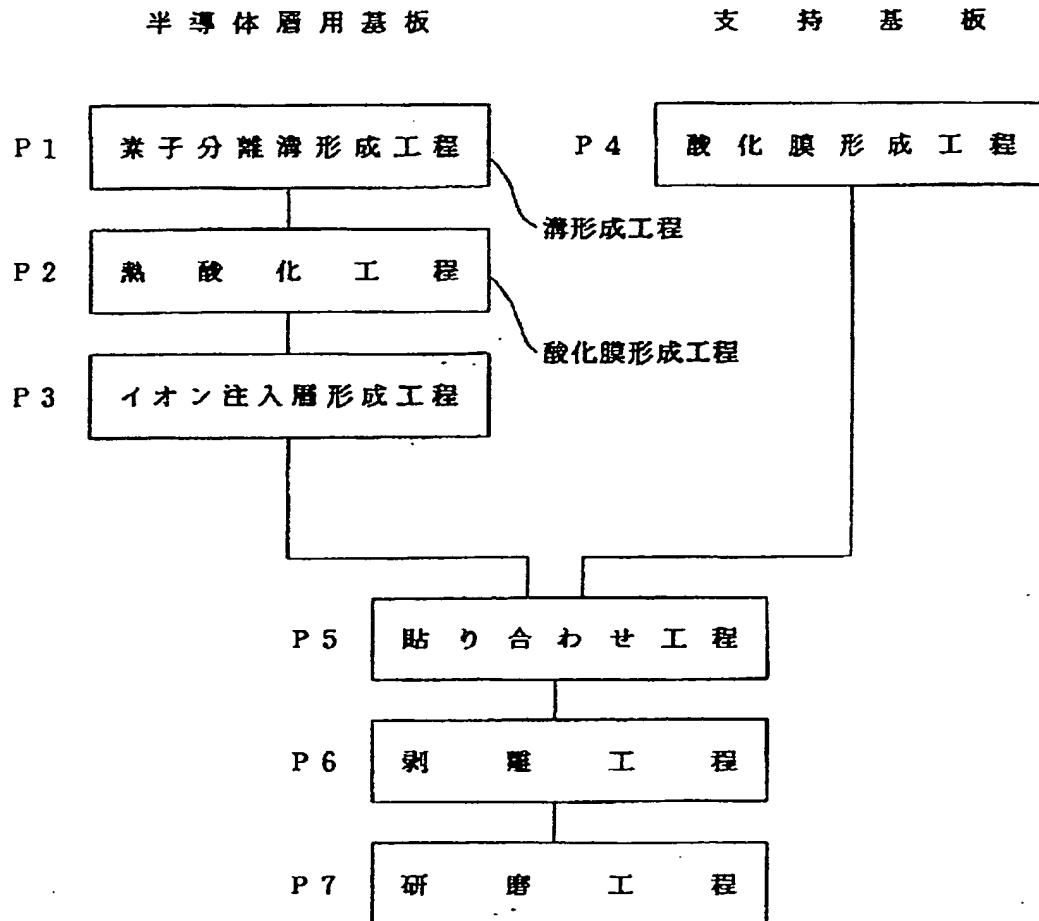 半導体層用基板 支持基板
P1 素子分離溝形成工程 P4 酸化膜形成工程
溝形成工程
P2 熱酸化工程
酸化膜形成工程
P3 イオン注入層形成工程
P5 貼り合わせ工程
P6 剥離工程
P7 研磨工程